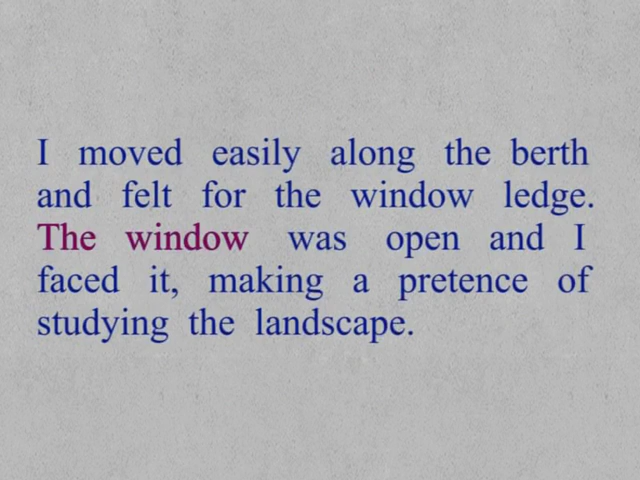 I moved easily along the berth
and felt for the window ledge.
The window was open and I
faced it, making a pretence of
studying the landscape.